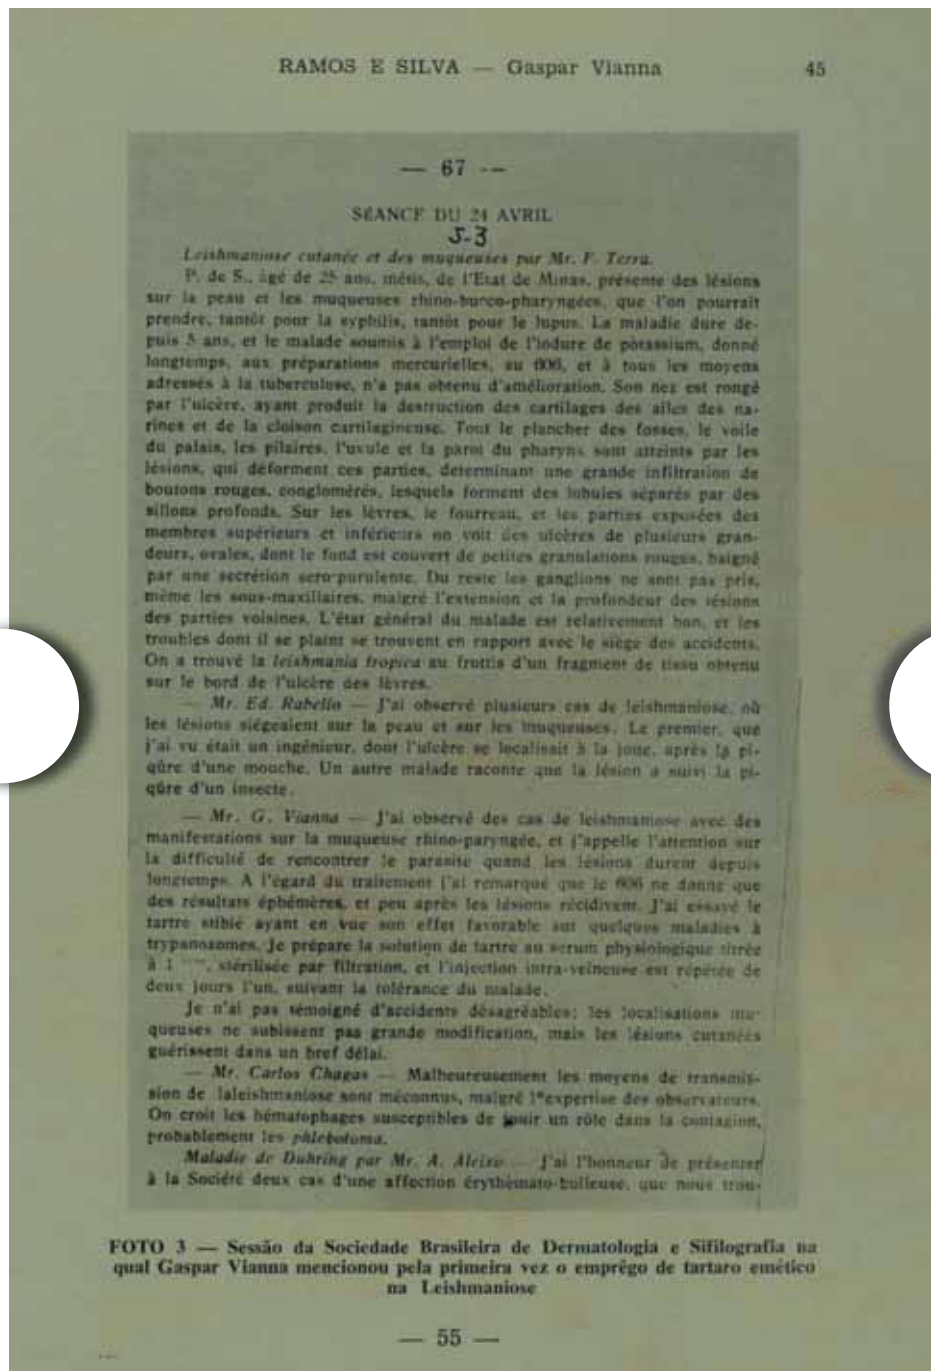 RAMOS E SILVA — Gaspar Vianna 45
— 67 —
SÉANCE DU 24 AVRIL
5-3
Leishmaniose cutanée et des muqueuses par Mr. F. Terra.
P. de S., âgé de 25 ans, métis, de l'Etat de Minas, présente des lésions
sur la peau et les muqueuses rhino-bucco-pharyngées, que l'on pourrait
prendre, tantôt pour la syphilis, tantôt pour le lupus. La maladie dure de-
puis 5 ans, et le malade soumis à l'emploi de l'iodure de potassium, donné
longtemps, aux préparations mercurielles, au 606, et à tous les moyens
adressés à la tuberculose, n'a pas obtenu d'amélioration. Son nez est rongé
par l'ulcère, ayant produit la destruction des cartilages des ailes des na-
rines et de la cloison cartilagineuse. Tout le plancher des fosses, le voile
du palais, les pilaires, l'uvule et la paroi du pharynx sont atteints par les
lésions, qui déforment ces parties, determinant une grande infiltration de
boutons rouges, conglomérés, lesquels forment des lobules séparés par des
sillons profonds. Sur les lèvres, le fourreau, et les parties exposées des
membres supérieurs et inférieurs on voit des ulcères de plusieurs gran-
deurs, ovales, dont le fond est couvert de petites granulations rouges, baigné
par une secrétion sero-purulente. Du reste les ganglions ne sont pas pris,
même les sous-maxillaires, malgré l'extension et la profondeur des lésions
des parties voisines. L'état général du malade est relativement bon, et les
troubles dont il se plaint se trouvent en rapport avec le siège des accidents.
On a trouvé la leishmania tropica au frottis d'un fragment de tissu obtenu
sur le bord de l'ulcère des lèvres.
— Mr. Ed. Rabello — J'ai observé plusieurs cas de leishmaniose, où
les lésions siégeaient sur la peau et sur les muqueuses. Le premier, que
j'ai vu était un ingénieur, dont l'ulcère se localisait à la joue, après la pi-
qûre d'une mouche. Un autre malade raconte que la lésion a suivi la pi-
qûre d'un insecte.
— Mr. G. Vianna — J'ai observé des cas de leishmaniose avec des
manifestations sur la muqueuse rhino-paryngée, et j'appelle l'attention sur
la difficulté de rencontrer le parasite quand les lésions durent depuis
longtemps. A l'égard du traitement j'ai remarqué que le 606 ne donne que
des résultats éphémères, et peu après les lésions récidivent. J'ai essayé le
tartre stibié ayant en vue son effet favorable sur quelques maladies à
trypanozomes. Je prépare la solution de tartre au serum physiologique titrée
à 1 stérilisée par filtration, et l'injection intra-veineuse est répétée de
deux jours l'un, suivant la tolérance du malade.
Je n'ai pas témoigné d'accidents désagréables; les localisations mu-
queuses ne subissent pas grande modification, mais les lésions cutanées
guérissent dans un bref délai.
— Mr. Carlos Chagas — Malheureusement les moyens de transmis-
sion de laleishmaniose sont méconnus, malgré l"expertise des observateurs.
On croit les hématophages susceptibles de jouir un rôle dans la contagion,
probablement les phlebotoma.
Maladie de Duhring par Mr. A. Aleixo — J'ai l'honneur de présenter
à la Société deux cas d'une affection érythémato-bulleuse, que nous trou-
FOTO 3 — Sessão da Sociedade Brasileira de Dermatologia e Sifilografia na
qual Gaspar Vianna mencionou pela primeira vez o emprêgo de tartaro emético
na Leishmaniose
— 55 —